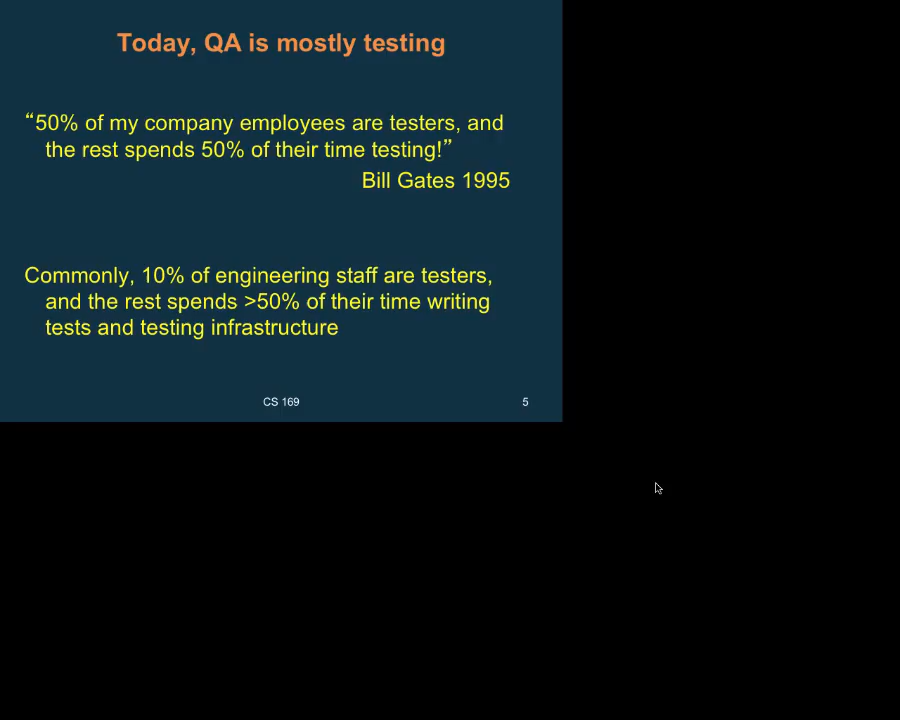 Today, QA is mostly testing
“50% of my company employees are testers, and
the rest spends 50% of their time testing!”
Bill Gates 1995
Commonly, 10% of engineering staff are testers,
and the rest spends >50% of their time writing
tests and testing infrastructure
CS 169
5